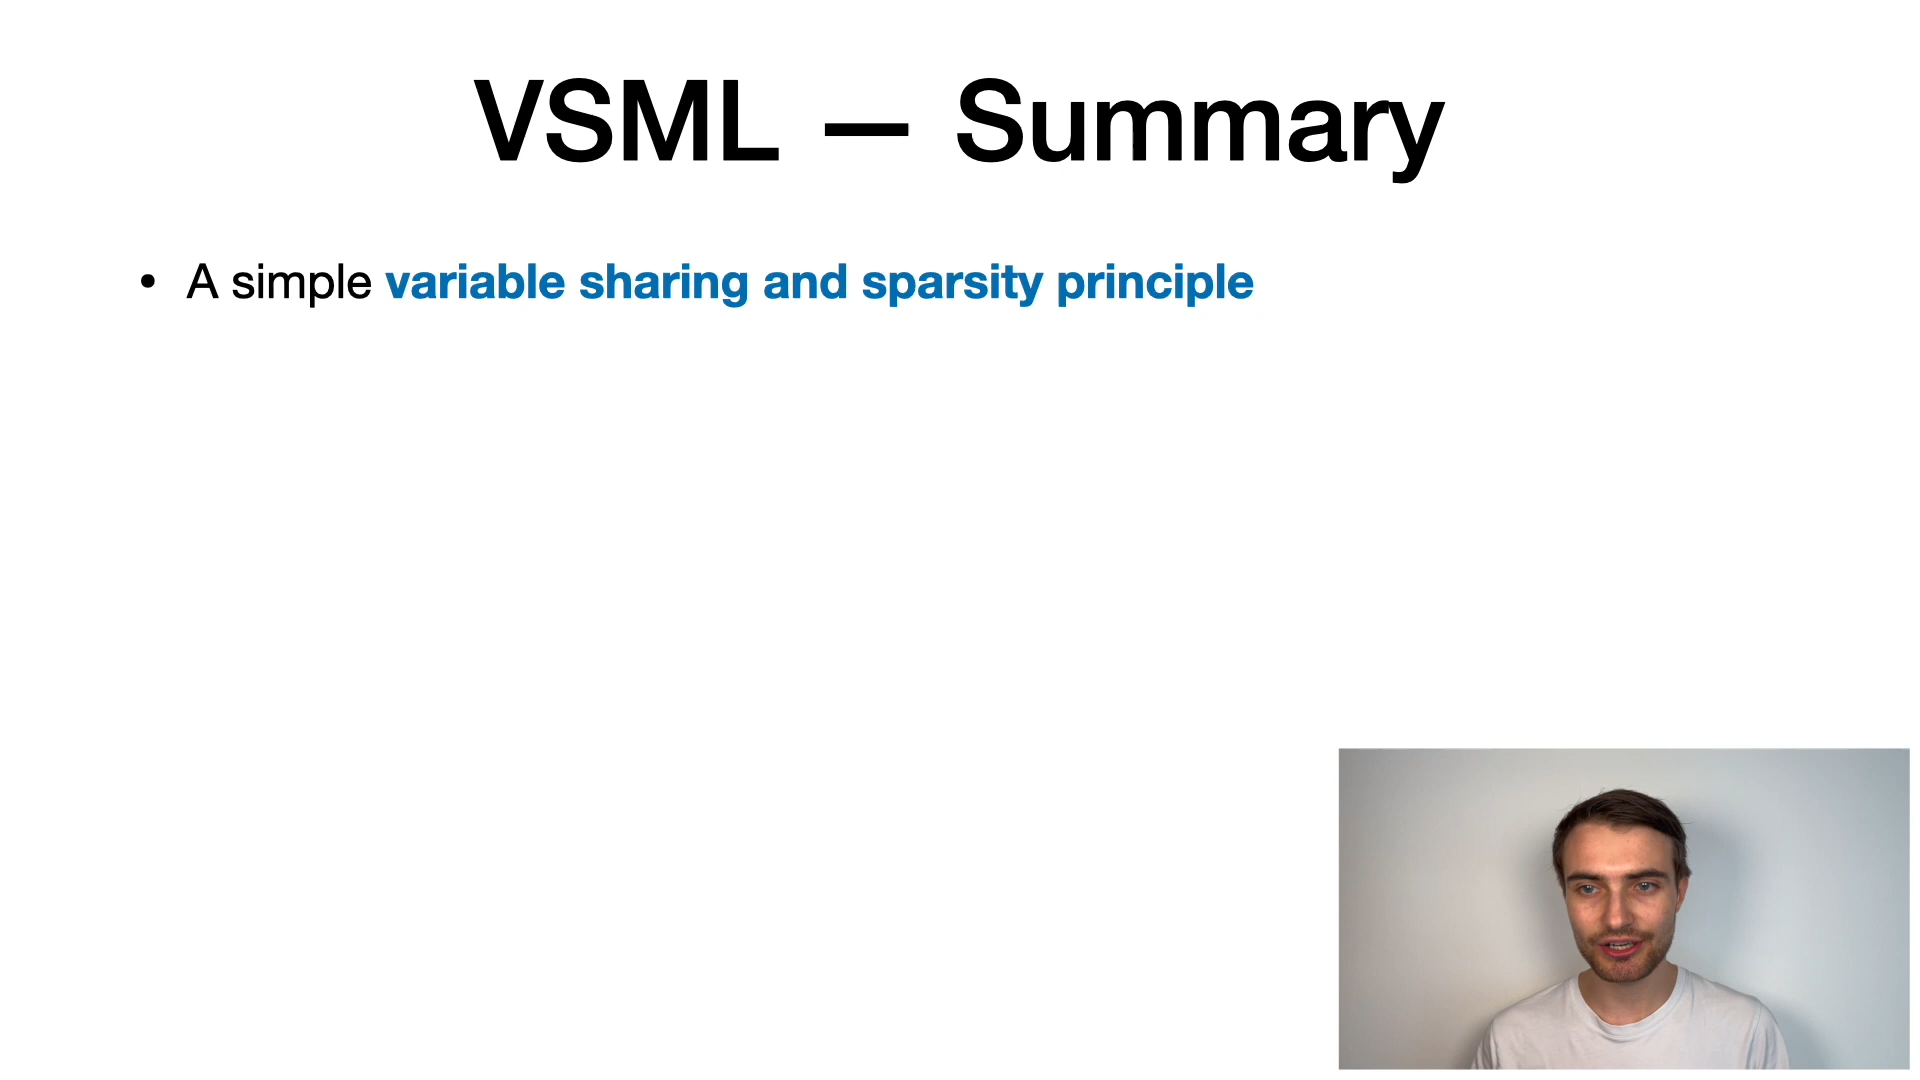 VSML — Summary
• A simple variable sharing and sparsity principle